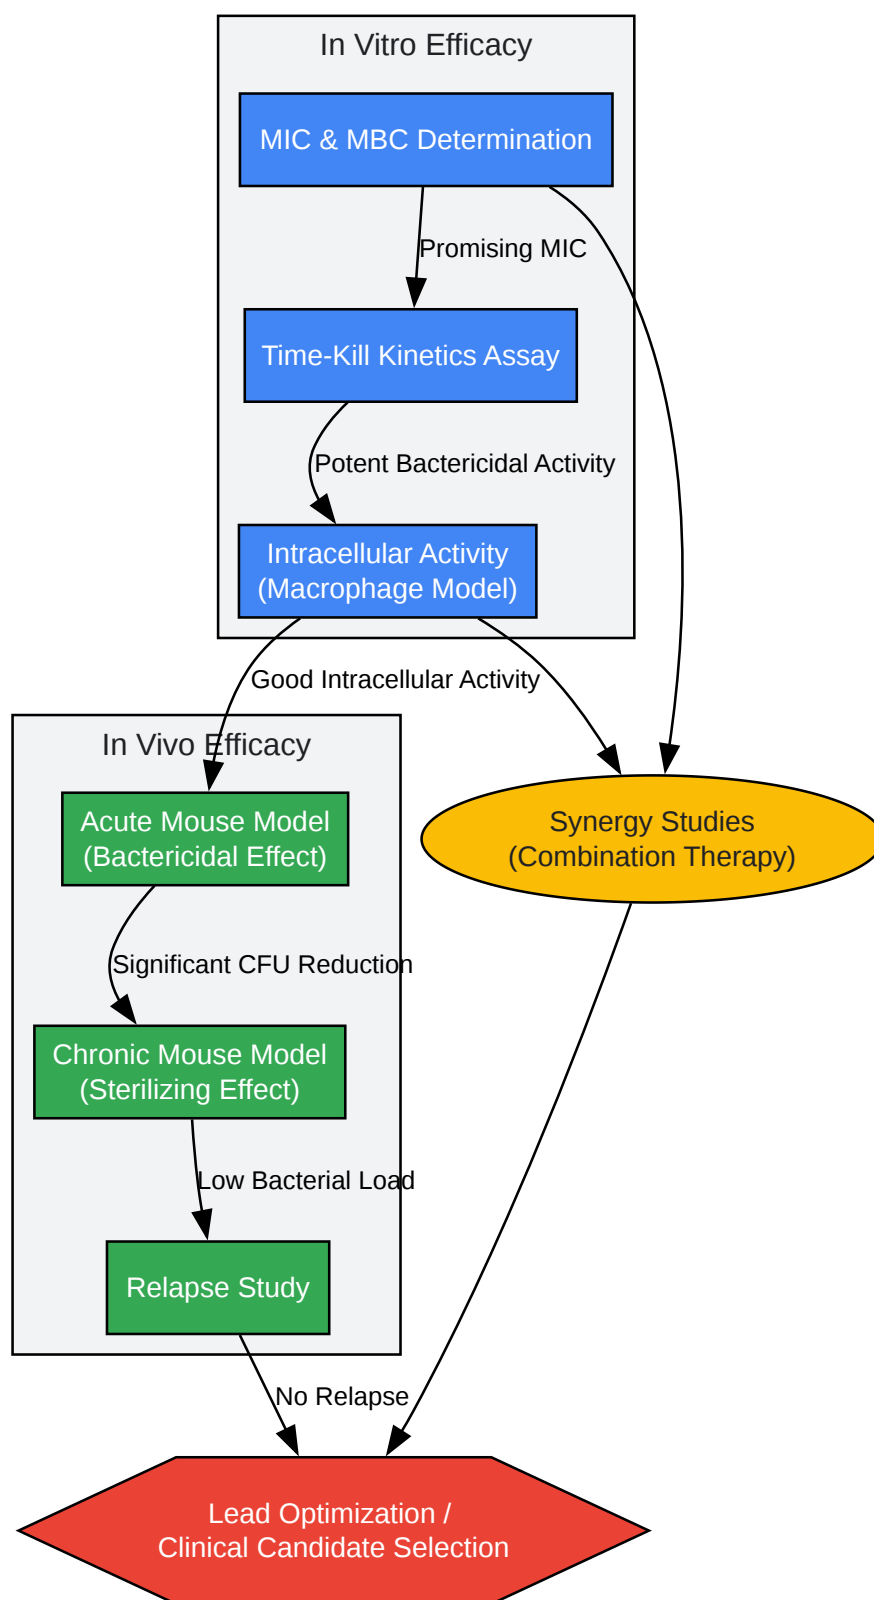 In Vitro Efficacy
MIC & MBC Determination
Promising MIC
Time-Kill Kinetics Assay
Potent Bactericidal Activity
Intracellular Activity
(Macrophage Model)
Good Intracellular Activity
In Vivo Efficacy
Acute Mouse Model
(Bactericidal Effect)
Synergy Studies
(Combination Therapy)
Significant CFU Reduction
Chronic Mouse Model
(Sterilizing Effect)
Low Bacterial Load
Relapse Study
No Relapse
Lead Optimization /
Clinical Candidate Selection